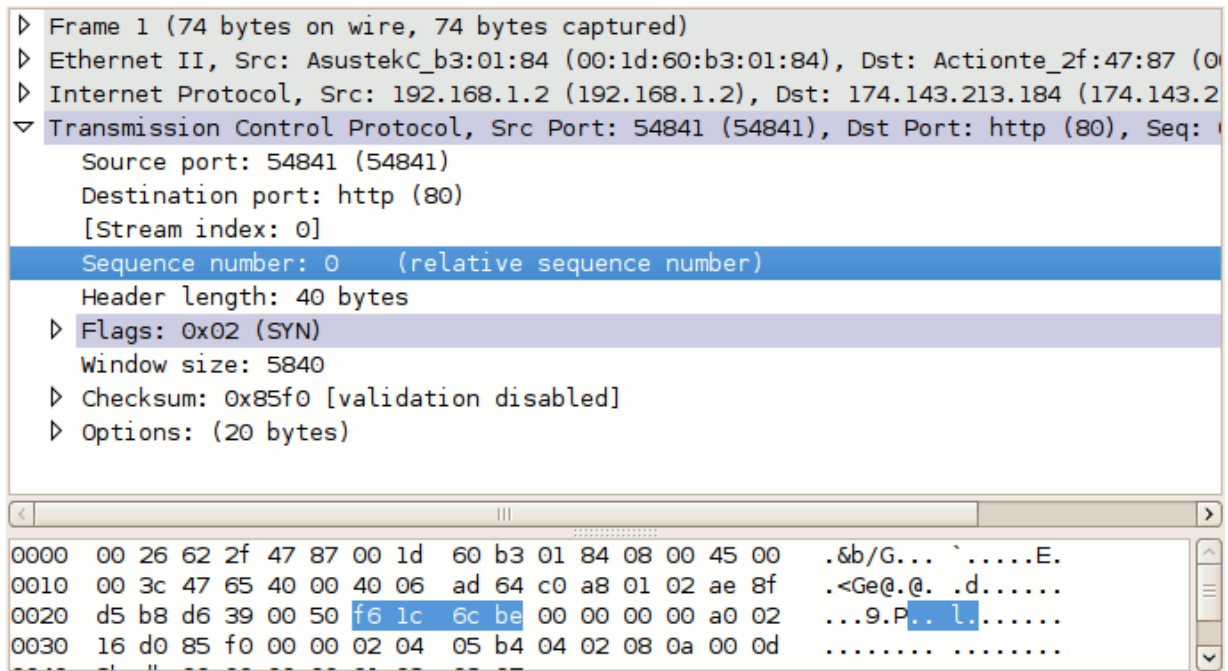 Frame 1 (74 bytes on wire, 74 bytes captured)
Ethernet II, Src: AsustekC_b3:01:84 (00:1d:60:b3:01:84), Dst: Actionte_2f:47:87 (0
Internet Protocol, Src: 192.168.1.2 (192.168.1.2), Dst: 174.143.213.184 (174.143.2
Transmission Control Protocol, Src Port: 54841 (54841), Dst Port: http (80), Seq:
Source port: 54841 (54841)
Destination port: http (80)
[Stream index: 0]
Sequence number: 0    (relative sequence number)
Header length: 40 bytes
Flags: 0x02 (SYN)
Window size: 5840
Checksum: 0x85f0 [validation disabled]
Options: (20 bytes)
0000  00 26 62 2f 47 87 00 1d  60 b3 01 84 08 00 45 00   .&b/G... `.....E.
0010  00 3c 47 65 40 00 40 06  ad 64 c0 a8 01 02 ae 8f   .<Ge@.@. .d......
0020  d5 b8 d6 39 00 50 f6 1c  6c be 00 00 00 00 a0 02   ...9.P.. l.......
0030  16 d0 85 f0 00 00 02 04  05 b4 04 02 08 0a 00 0d   ........ ........